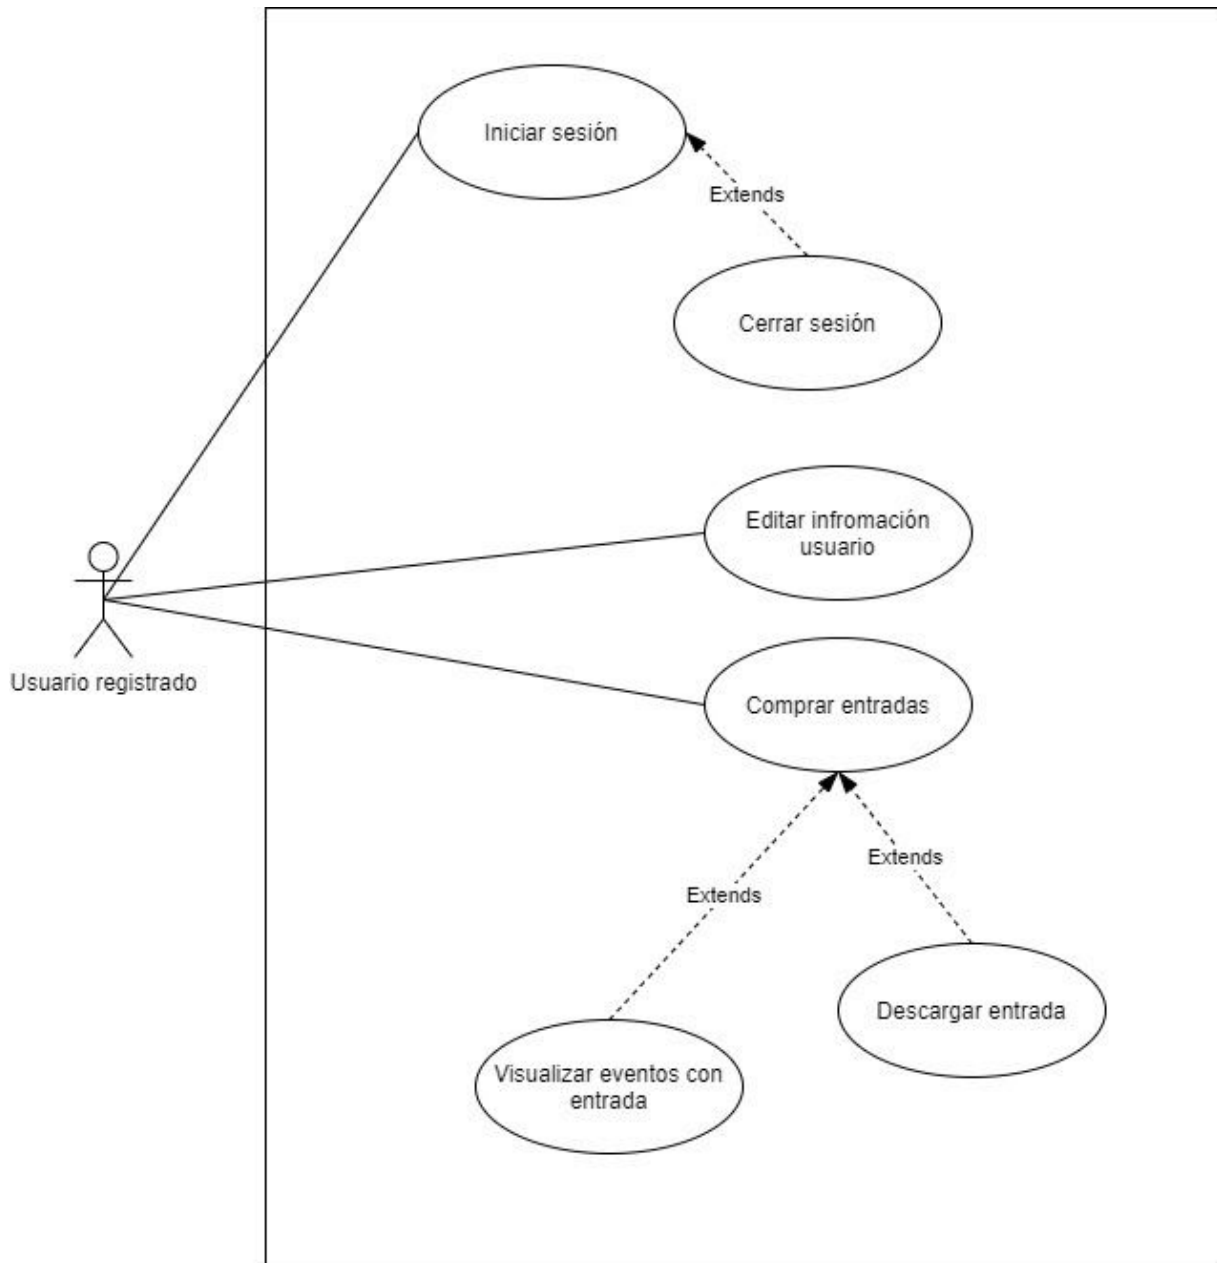 Iniciar sesión
Extends
Cerrar sesión
Editar infromación
usuario
Usuario registrado
Comprar entradas
Extends
Extends
Descargar entrada
Visualizar eventos con
entrada